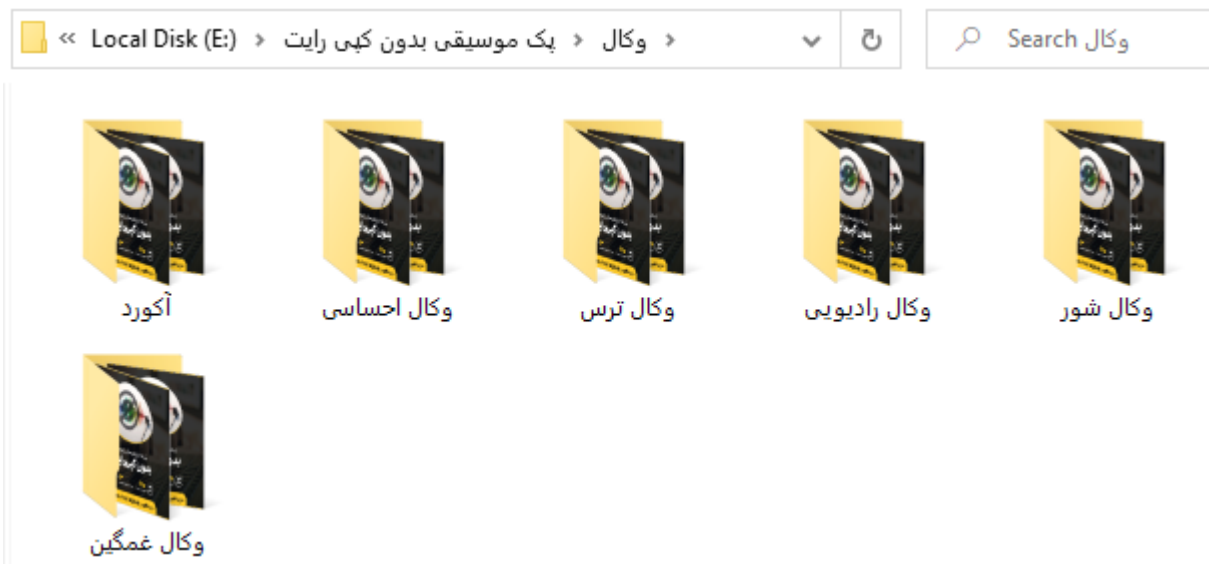 « Local Disk (E:) › پک موسیقی بدون کپی رایت › وکال ›
Search وکال
آکورد
وکال احساسی
وکال ترس
وکال رادیویی
وکال شور
وکال غمگین